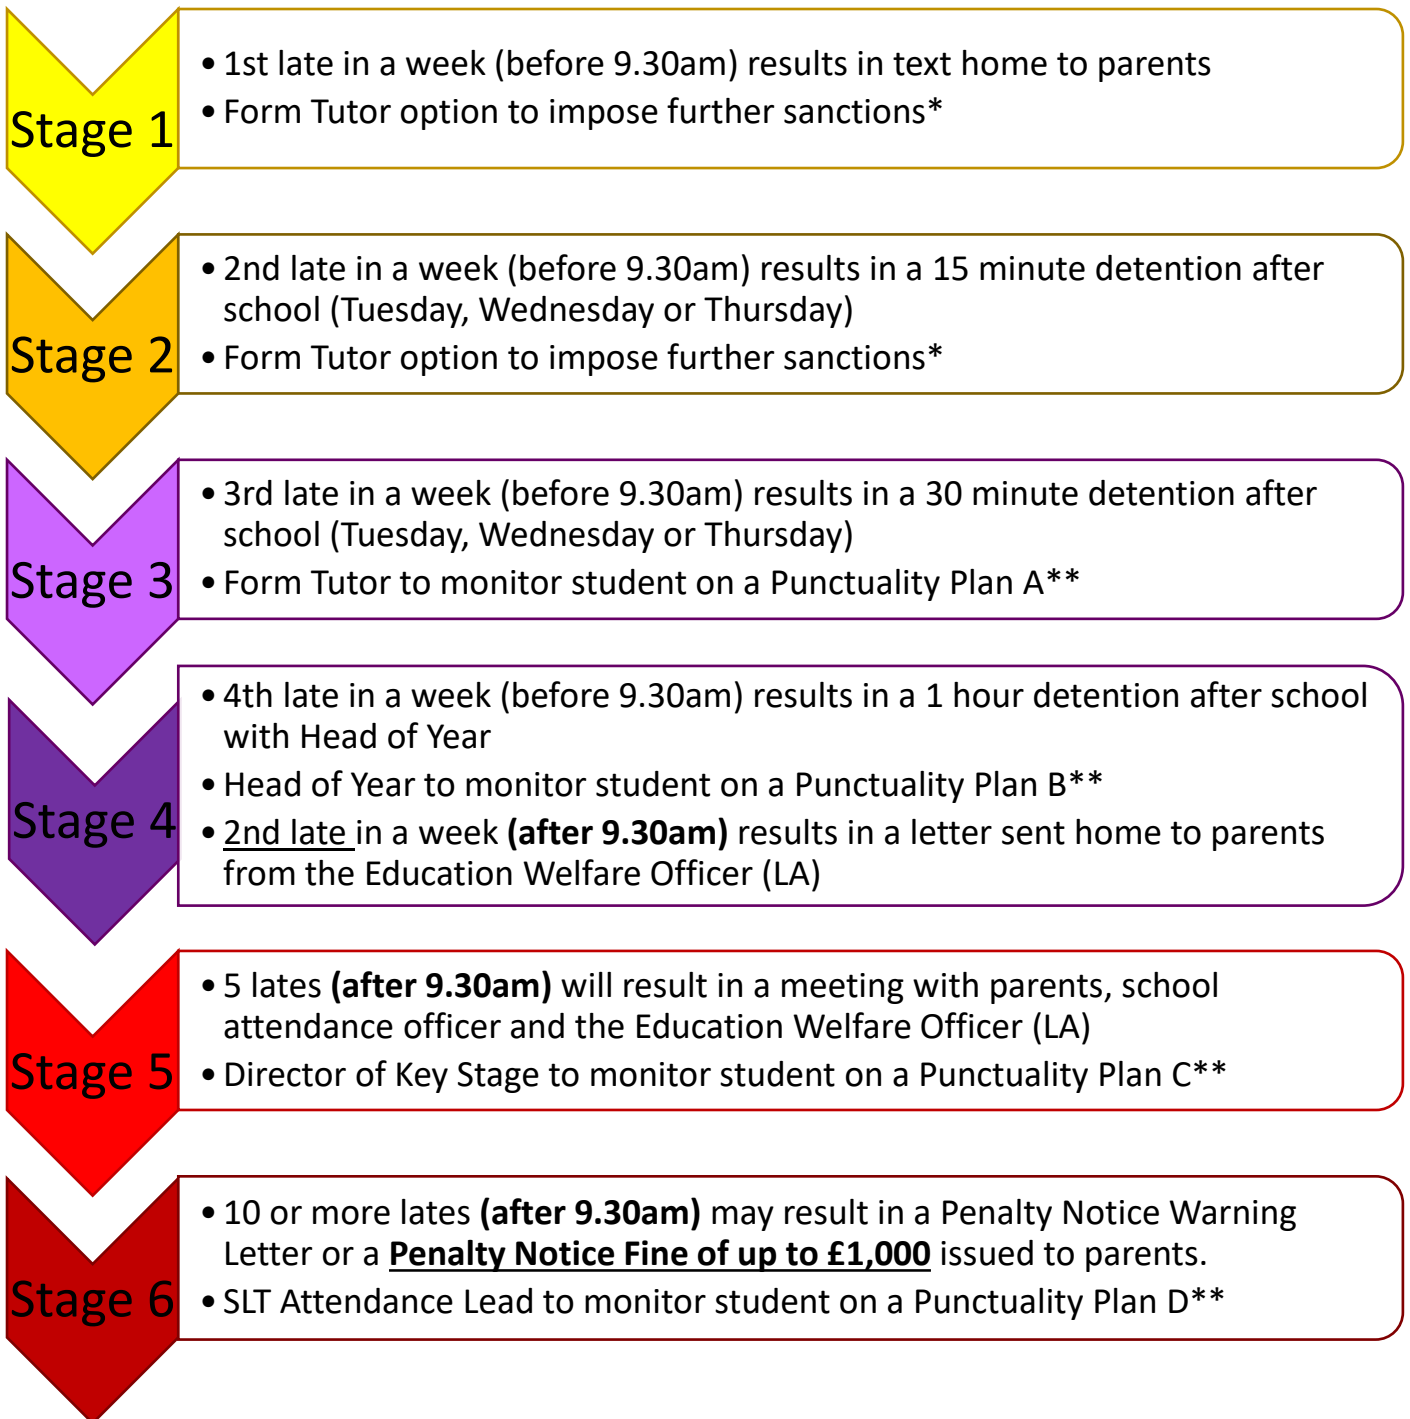 Stage 1
• 1st late in a week (before 9.30am) results in text home to parents
• Form Tutor option to impose further sanctions*
Stage 2
• 2nd late in a week (before 9.30am) results in a 15 minute detention after
school (Tuesday, Wednesday or Thursday)
• Form Tutor option to impose further sanctions*
Stage 3
• 3rd late in a week (before 9.30am) results in a 30 minute detention after
school (Tuesday, Wednesday or Thursday)
• Form Tutor to monitor student on a Punctuality Plan A**
Stage 4
• 4th late in a week (before 9.30am) results in a 1 hour detention after school
with Head of Year
• Head of Year to monitor student on a Punctuality Plan B**
• 2nd late in a week (after 9.30am) results in a letter sent home to parents
from the Education Welfare Officer (LA)
Stage 5
• 5 lates (after 9.30am) will result in a meeting with parents, school
attendance officer and the Education Welfare Officer (LA)
• Director of Key Stage to monitor student on a Punctuality Plan C**
Stage 6
• 10 or more lates (after 9.30am) may result in a Penalty Notice Warning
Letter or a Penalty Notice Fine of up to £1,000 issued to parents.
• SLT Attendance Lead to monitor student on a Punctuality Plan D**